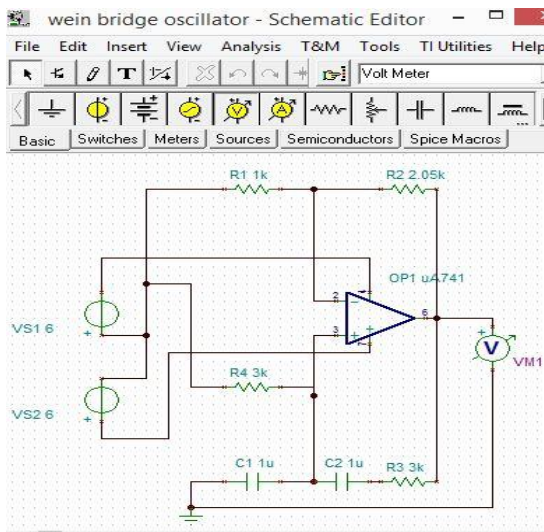 wein bridge oscillator - Schematic Editor
File Edit Insert View Analysis T&M Tools TI Utilities Help
T Volt Meter
V A
Basic Switches Meters Sources Semiconductors Spice Macros
R1 1k R2 2.05k
OP1 uA741
2
6
3
VS1 6
V
VM1
R4 3k
VS2 6
C1 1u C2 1u R3 3k